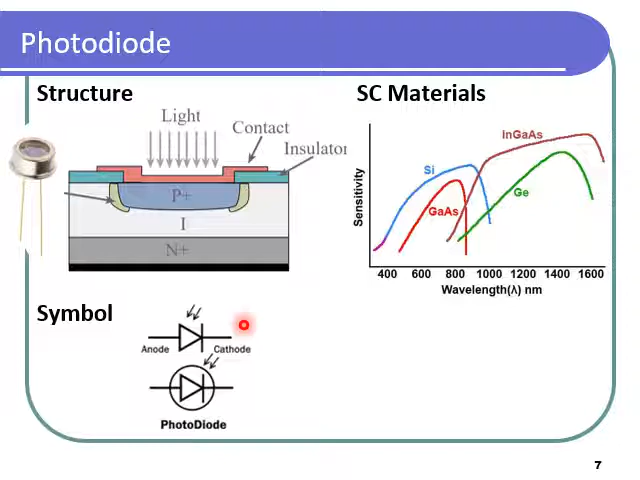 Photodiode
Structure
SC Materials
Light
Contact
Insulator
P+
I
N+
InGaAs
Si
GaAs
Ge
Sensitivity
400 600 800 1000 1200 1400 1600
Wavelength(λ) nm
Symbol
Anode Cathode
PhotoDiode
7